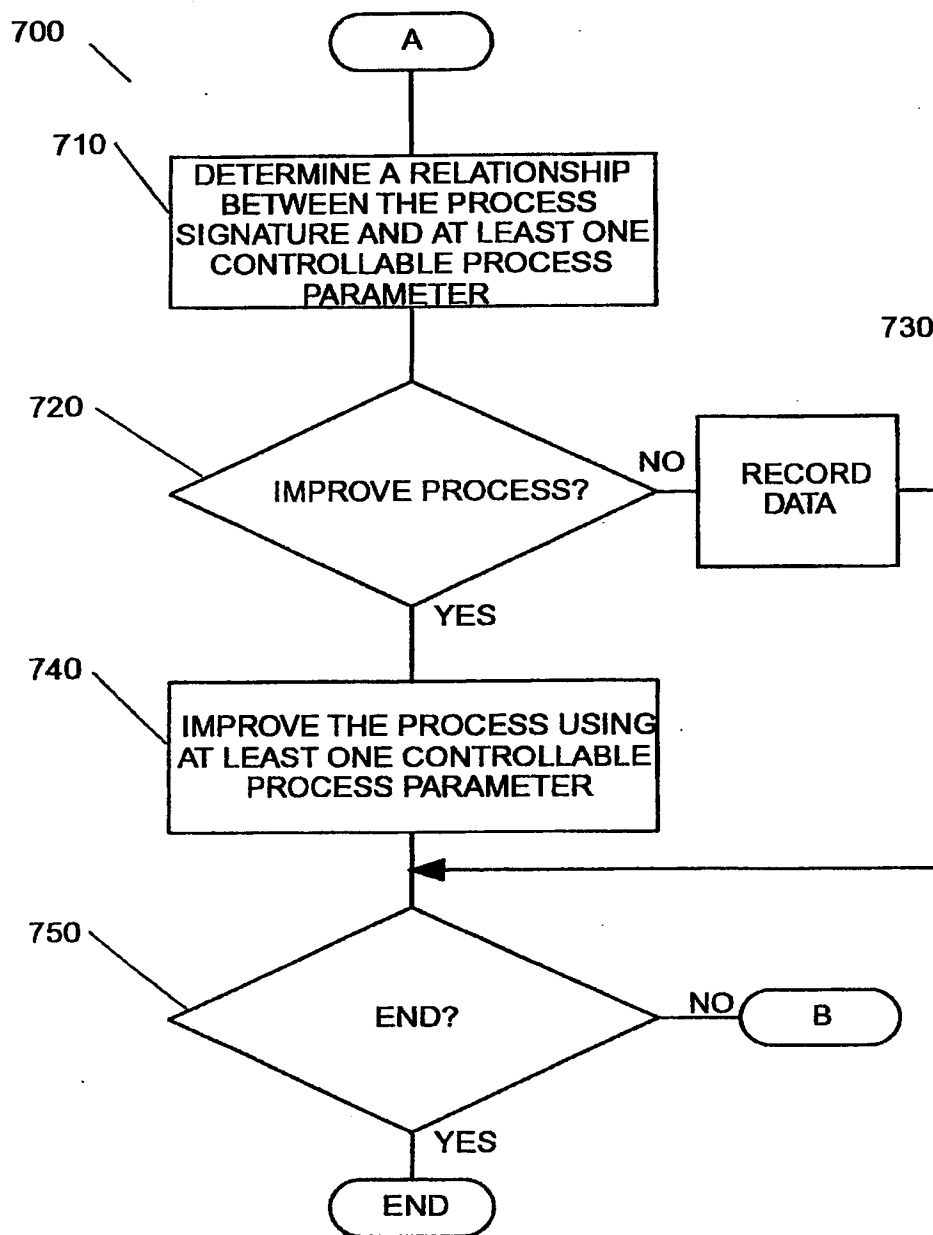 700
A
710
DETERMINE A RELATIONSHIP
BETWEEN THE PROCESS
SIGNATURE AND AT LEAST ONE
CONTROLLABLE PROCESS
PARAMETER
730
720
IMPROVE PROCESS?
NO
RECORD
DATA
YES
740
IMPROVE THE PROCESS USING
AT LEAST ONE CONTROLLABLE
PROCESS PARAMETER
750
END?
NO
B
YES
END